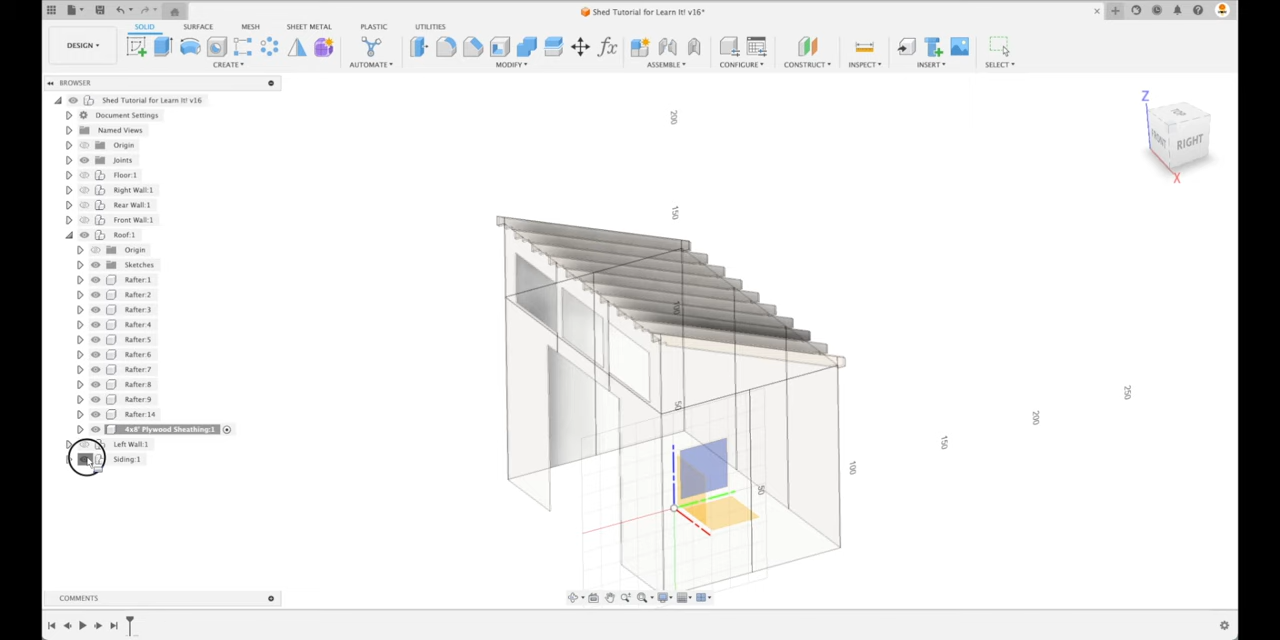 Shed Tutorial for Learn It! v16*
SOLID SURFACE MESH SHEET METAL PLASTIC UTILITIES
DESIGN
CREATE AUTOMATE MODIFY ASSEMBLE CONFIGURE CONSTRUCT INSPECT INSERT SELECT
BROWSER
Shed Tutorial for Learn It! v16
Document Settings
Named Views
Origin
Joints
Floor:1
Right Wall:1
Rear Wall:1
Front Wall:1
Roof:1
Origin
Sketches
Rafter:1
Rafter:2
Rafter:3
Rafter:4
Rafter:5
Rafter:6
Rafter:7
Rafter:8
Rafter:9
Rafter:14
4x8' Plywood Sheathing:1
Left Wall:1
Siding:1
200
150
100
50
50
100
150
200
250
Z
TOP
FRONT
RIGHT
X
COMMENTS